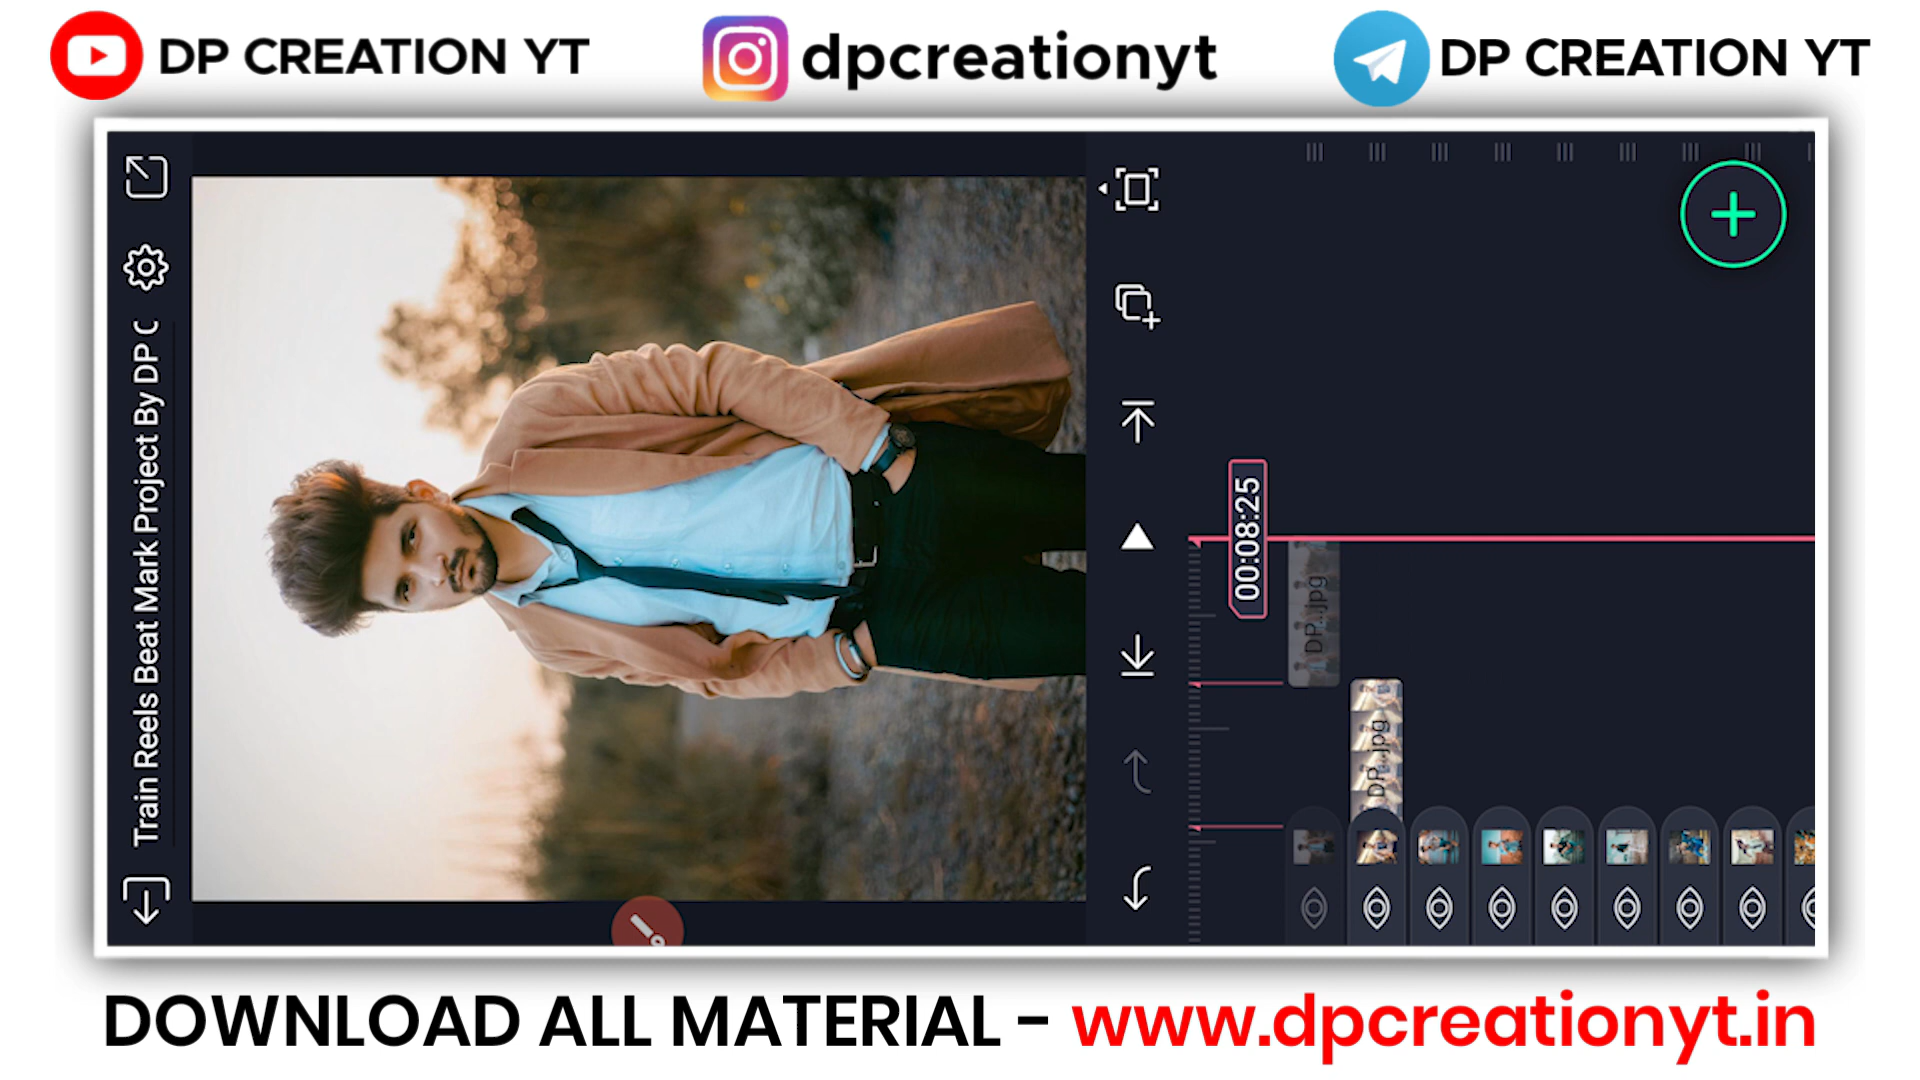 DP CREATION YT
dpcreationyt
DP CREATION YT
Train Reels Beat Mark Project By DP C
00:08:25
DP..jpg
DP..jpg
DOWNLOAD ALL MATERIAL - www.dpcreationyt.in